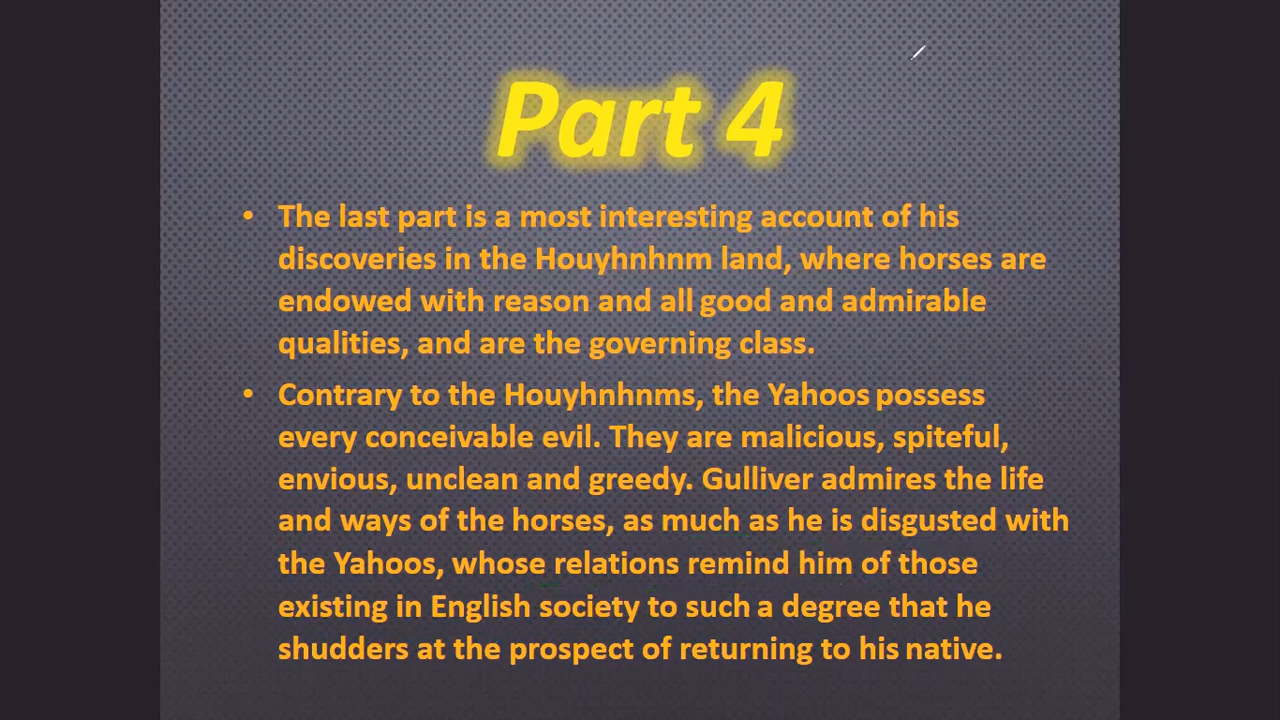 Part 4
• The last part is a most interesting account of his
discoveries in the Houyhnhnm land, where horses are
endowed with reason and all good and admirable
qualities, and are the governing class.
• Contrary to the Houyhnhnms, the Yahoos possess
every conceivable evil. They are malicious, spiteful,
envious, unclean and greedy. Gulliver admires the life
and ways of the horses, as much as he is disgusted with
the Yahoos, whose relations remind him of those
existing in English society to such a degree that he
shudders at the prospect of returning to his native.